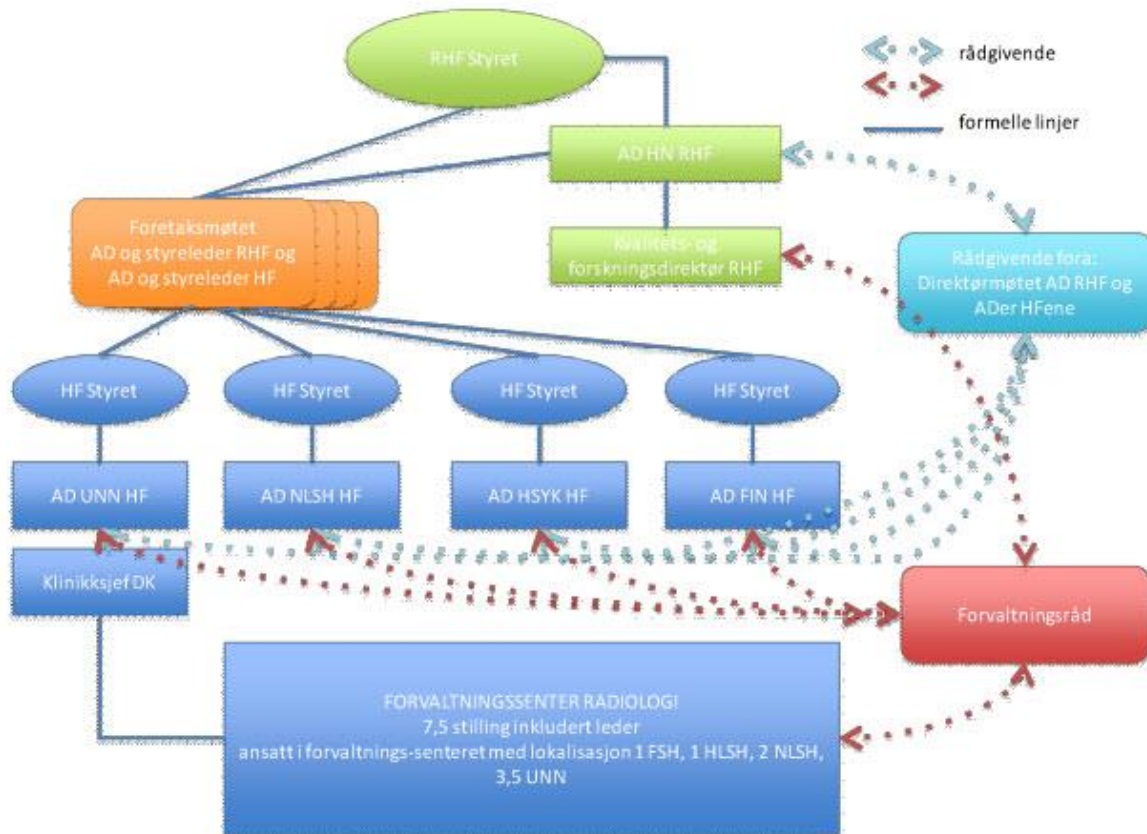 RHF Styret
rådgivende
formelle linjer
AD HN RHF
Foretaksmøtet
AD og styreleder RHF og
AD og styreleder HF
Kvalitets- og
forskningsdirektør RHF
Rådgivende fora:
Direktørmøtet AD RHF og
ADer HFene
HF Styret
HF Styret
HF Styret
HF Styret
AD UNN HF
AD NLSH HF
AD HSYK HF
AD FIN HF
Klinikksjef DK
Forvaltningsråd
FORVALTNINGSSENTER RADIOLOGI
7,5 stilling inkludert leder
ansatt i forvaltnings-senteret med lokalisasjon 1 FSH, 1 HLSH, 2 NLSH,
3,5 UNN